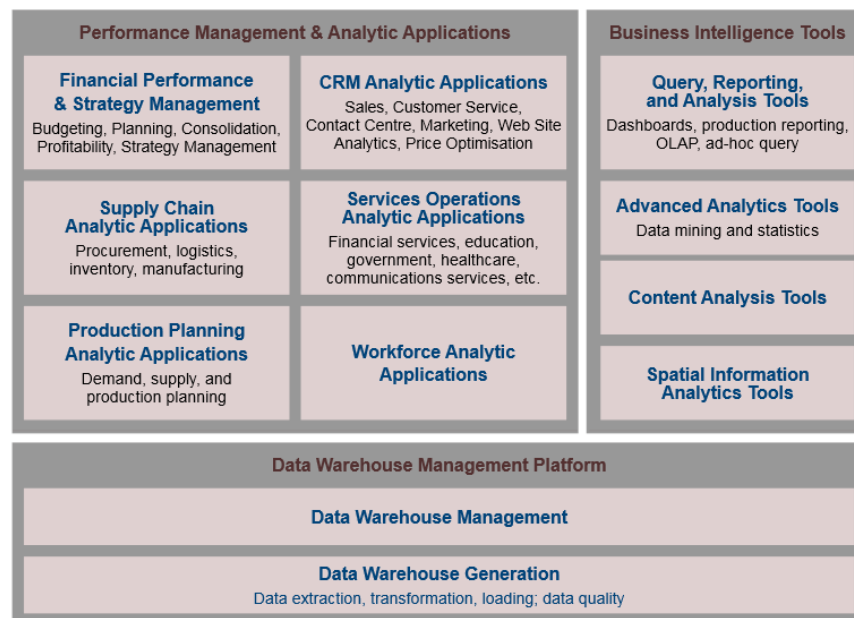 Performance Management & Analytic Applications
Financial Performance
& Strategy Management
Budgeting, Planning, Consolidation,
Profitability, Strategy Management
CRM Analytic Applications
Sales, Customer Service,
Contact Centre, Marketing, Web Site
Analytics, Price Optimisation
Supply Chain
Analytic Applications
Procurement, logistics,
inventory, manufacturing
Services Operations
Analytic Applications
Financial services, education,
government, healthcare,
communications services, etc.
Production Planning
Analytic Applications
Demand, supply, and
production planning
Workforce Analytic
Applications
Business Intelligence Tools
Query, Reporting,
and Analysis Tools
Dashboards, production reporting,
OLAP, ad-hoc query
Advanced Analytics Tools
Data mining and statistics
Content Analysis Tools
Spatial Information
Analytics Tools
Data Warehouse Management Platform
Data Warehouse Management
Data Warehouse Generation
Data extraction, transformation, loading; data quality